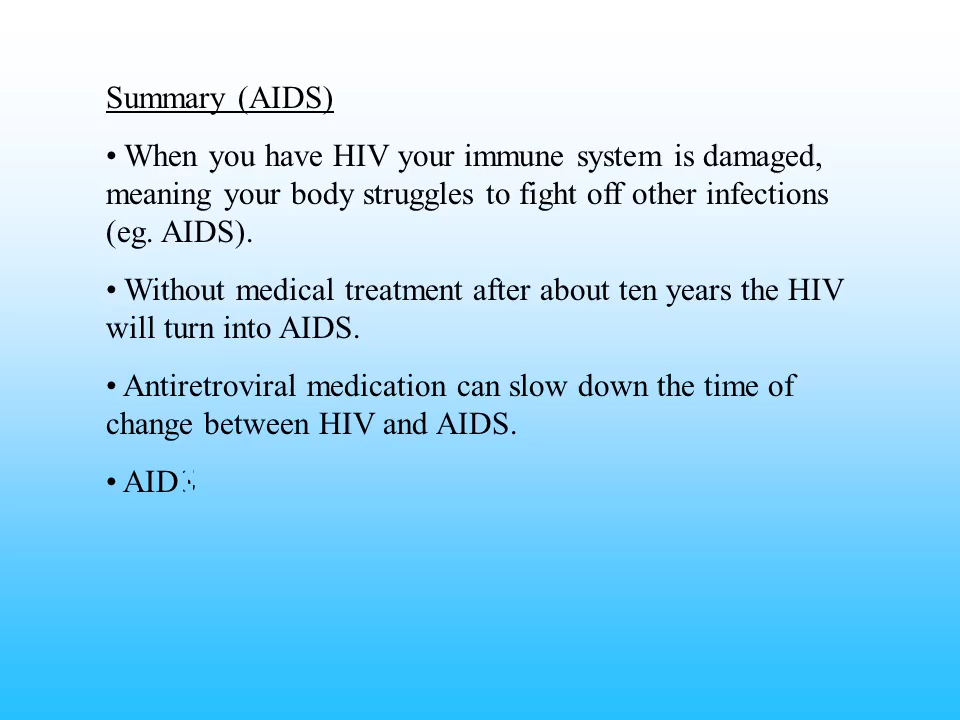 Summary (AIDS)
• When you have HIV your immune system is damaged,
meaning your body struggles to fight off other infections
(eg. AIDS).
• Without medical treatment after about ten years the HIV
will turn into AIDS.
• Antiretroviral medication can slow down the time of
change between HIV and AIDS.
•